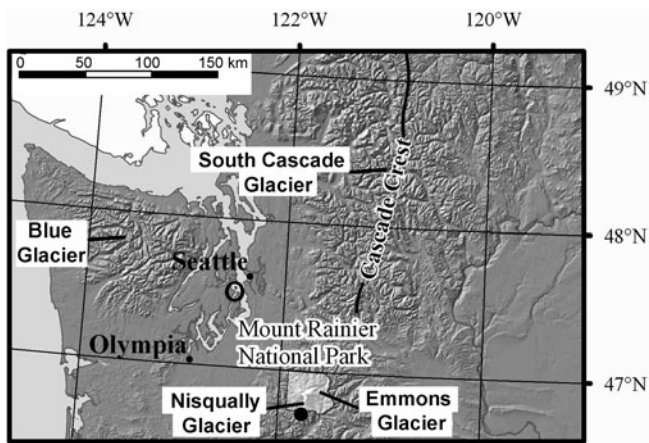 124°W 122°W 120°W
0 50 100 150 km
49°N
South Cascade
Glacier
Cascade Crest
Blue
Glacier
48°N
Seattle
Mount Rainier
National Park
Olympia
47°N
Nisqually
Glacier
Emmons
Glacier